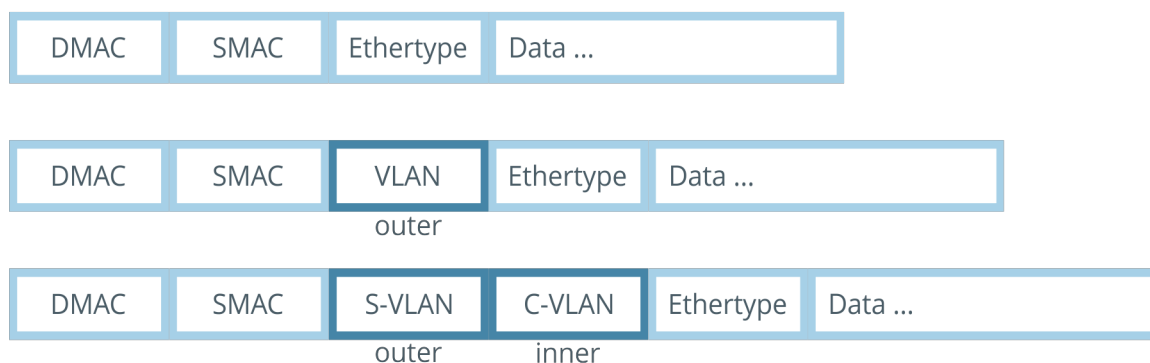 DMAC SMAC Ethertype Data ...
DMAC SMAC VLAN Ethertype Data ...
outer
DMAC SMAC S-VLAN C-VLAN Ethertype Data ...
outer inner